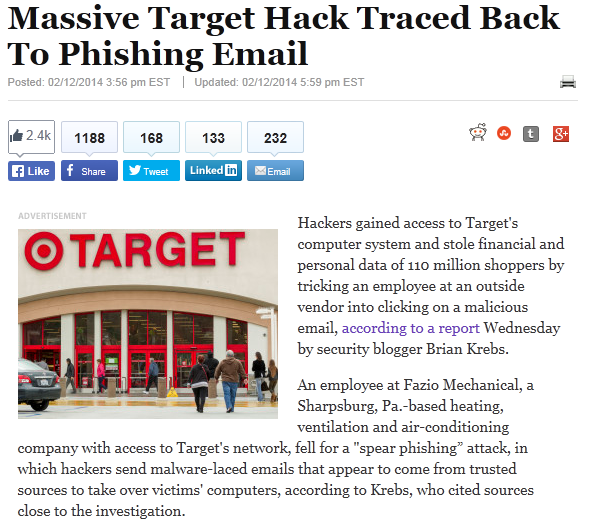 Massive Target Hack Traced Back
To Phishing Email
Posted: 02/12/2014 3:56 pm EST | Updated: 02/12/2014 5:59 pm EST
2.4k 1188 168 133 232
Like Share Tweet Linked in Email
ADVERTISEMENT
TARGET
Hackers gained access to Target's
computer system and stole financial and
personal data of 110 million shoppers by
tricking an employee at an outside
vendor into clicking on a malicious
email, according to a report Wednesday
by security blogger Brian Krebs.
An employee at Fazio Mechanical, a
Sharpsburg, Pa.-based heating,
ventilation and air-conditioning
company with access to Target's network, fell for a "spear phishing” attack, in
which hackers send malware-laced emails that appear to come from trusted
sources to take over victims' computers, according to Krebs, who cited sources
close to the investigation.